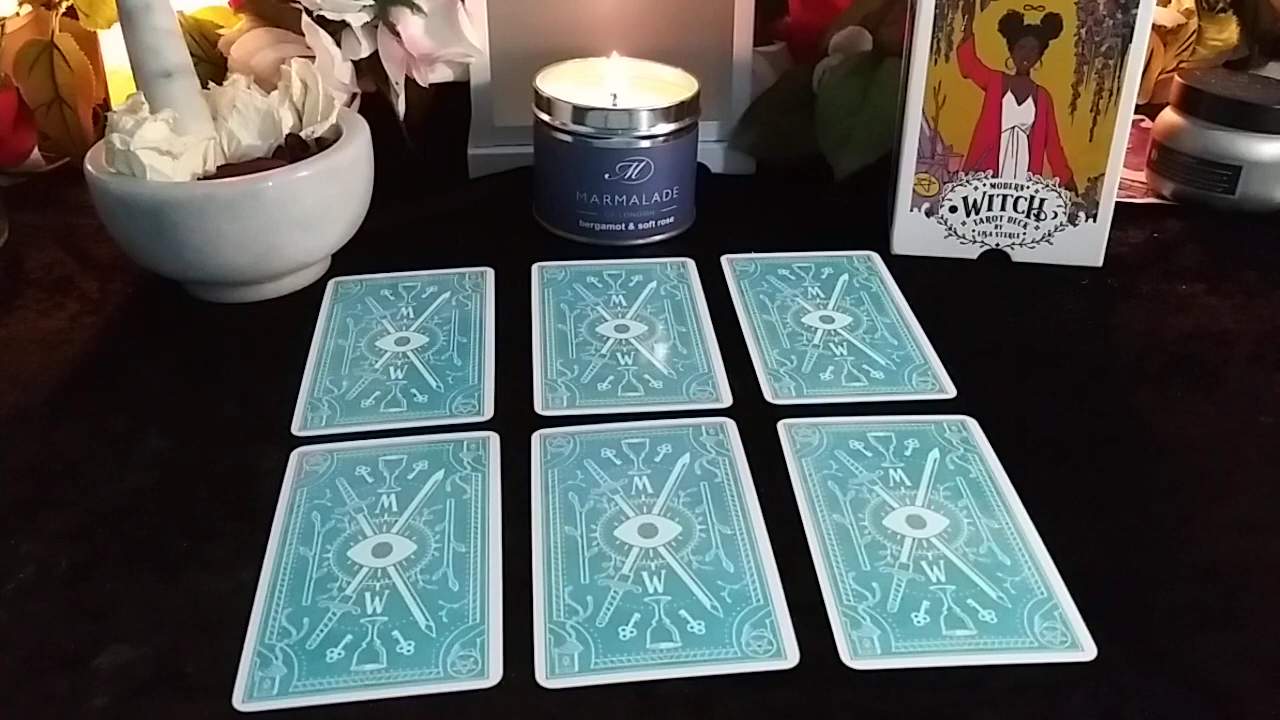 M
MARMALADE
OF LONDON
bergamot & soft rose
MODERN
WITCH
TAROT DECK
BY
LISA STERLE
M
W
M
W
M
W
M
W
M
W
M
W